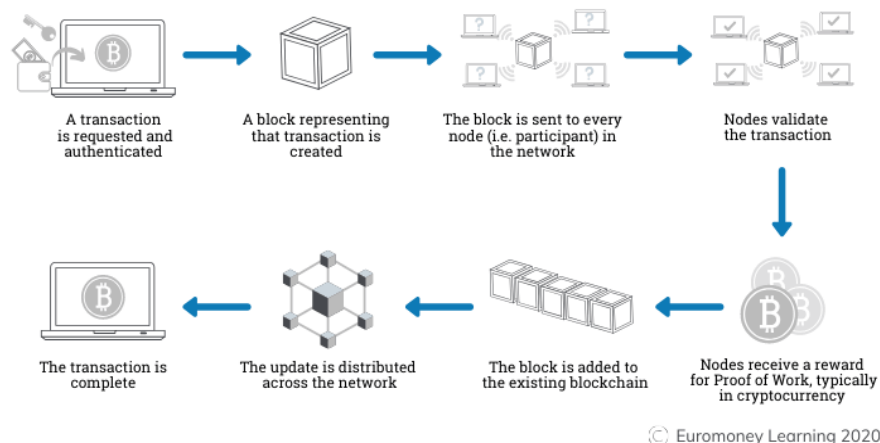 A transaction
is requested and
authenticated
A block representing
that transaction is
created
The block is sent to every
node (i.e. participant) in
the network
Nodes validate
the transaction
The transaction is
complete
The update is distributed
across the network
The block is added to
the existing blockchain
Nodes receive a reward
for Proof of Work, typically
in cryptocurrency
© Euromoney Learning 2020